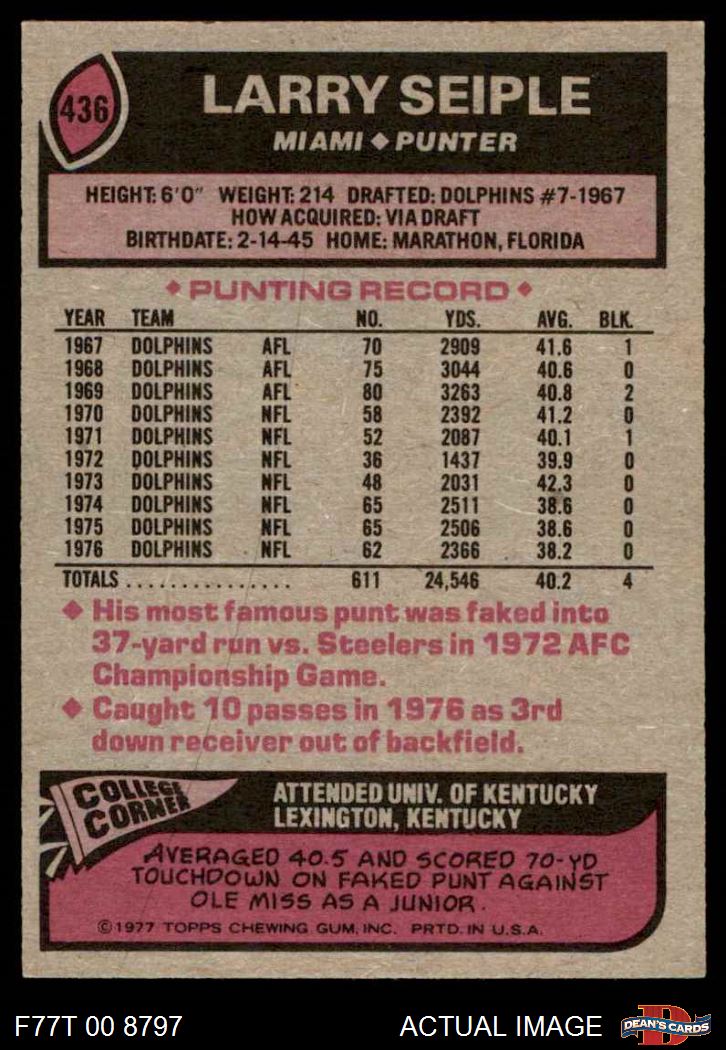 436
LARRY SEIPLE
MIAMI ◆ PUNTER
HEIGHT: 6'0" WEIGHT: 214 DRAFTED: DOLPHINS #7-1967
HOW ACQUIRED: VIA DRAFT
BIRTHDATE: 2-14-45 HOME: MARATHON, FLORIDA
◆ PUNTING RECORD ◆
YEAR TEAM NO. YDS. AVG. BLK.
1967 DOLPHINS AFL 70 2909 41.6 1
1968 DOLPHINS AFL 75 3044 40.6 0
1969 DOLPHINS AFL 80 3263 40.8 2
1970 DOLPHINS NFL 58 2392 41.2 0
1971 DOLPHINS NFL 52 2087 40.1 1
1972 DOLPHINS NFL 36 1437 39.9 0
1973 DOLPHINS NFL 48 2031 42.3 0
1974 DOLPHINS NFL 65 2511 38.6 0
1975 DOLPHINS NFL 65 2506 38.6 0
1976 DOLPHINS NFL 62 2366 38.2 0
TOTALS ............... 611 24,546 40.2 4
◆ His most famous punt was faked into
37-yard run vs. Steelers in 1972 AFC
Championship Game.
◆ Caught 10 passes in 1976 as 3rd
down receiver out of backfield.
COLLEGE
CORNER
ATTENDED UNIV. OF KENTUCKY
LEXINGTON, KENTUCKY
AVERAGED 40.5 AND SCORED 70-YD
TOUCHDOWN ON FAKED PUNT AGAINST
OLE MISS AS A JUNIOR.
©1977 TOPPS CHEWING GUM, INC. PRTD. IN U.S.A.
F77T 00 8797 ACTUAL IMAGE
D
DEAN'S CARDS